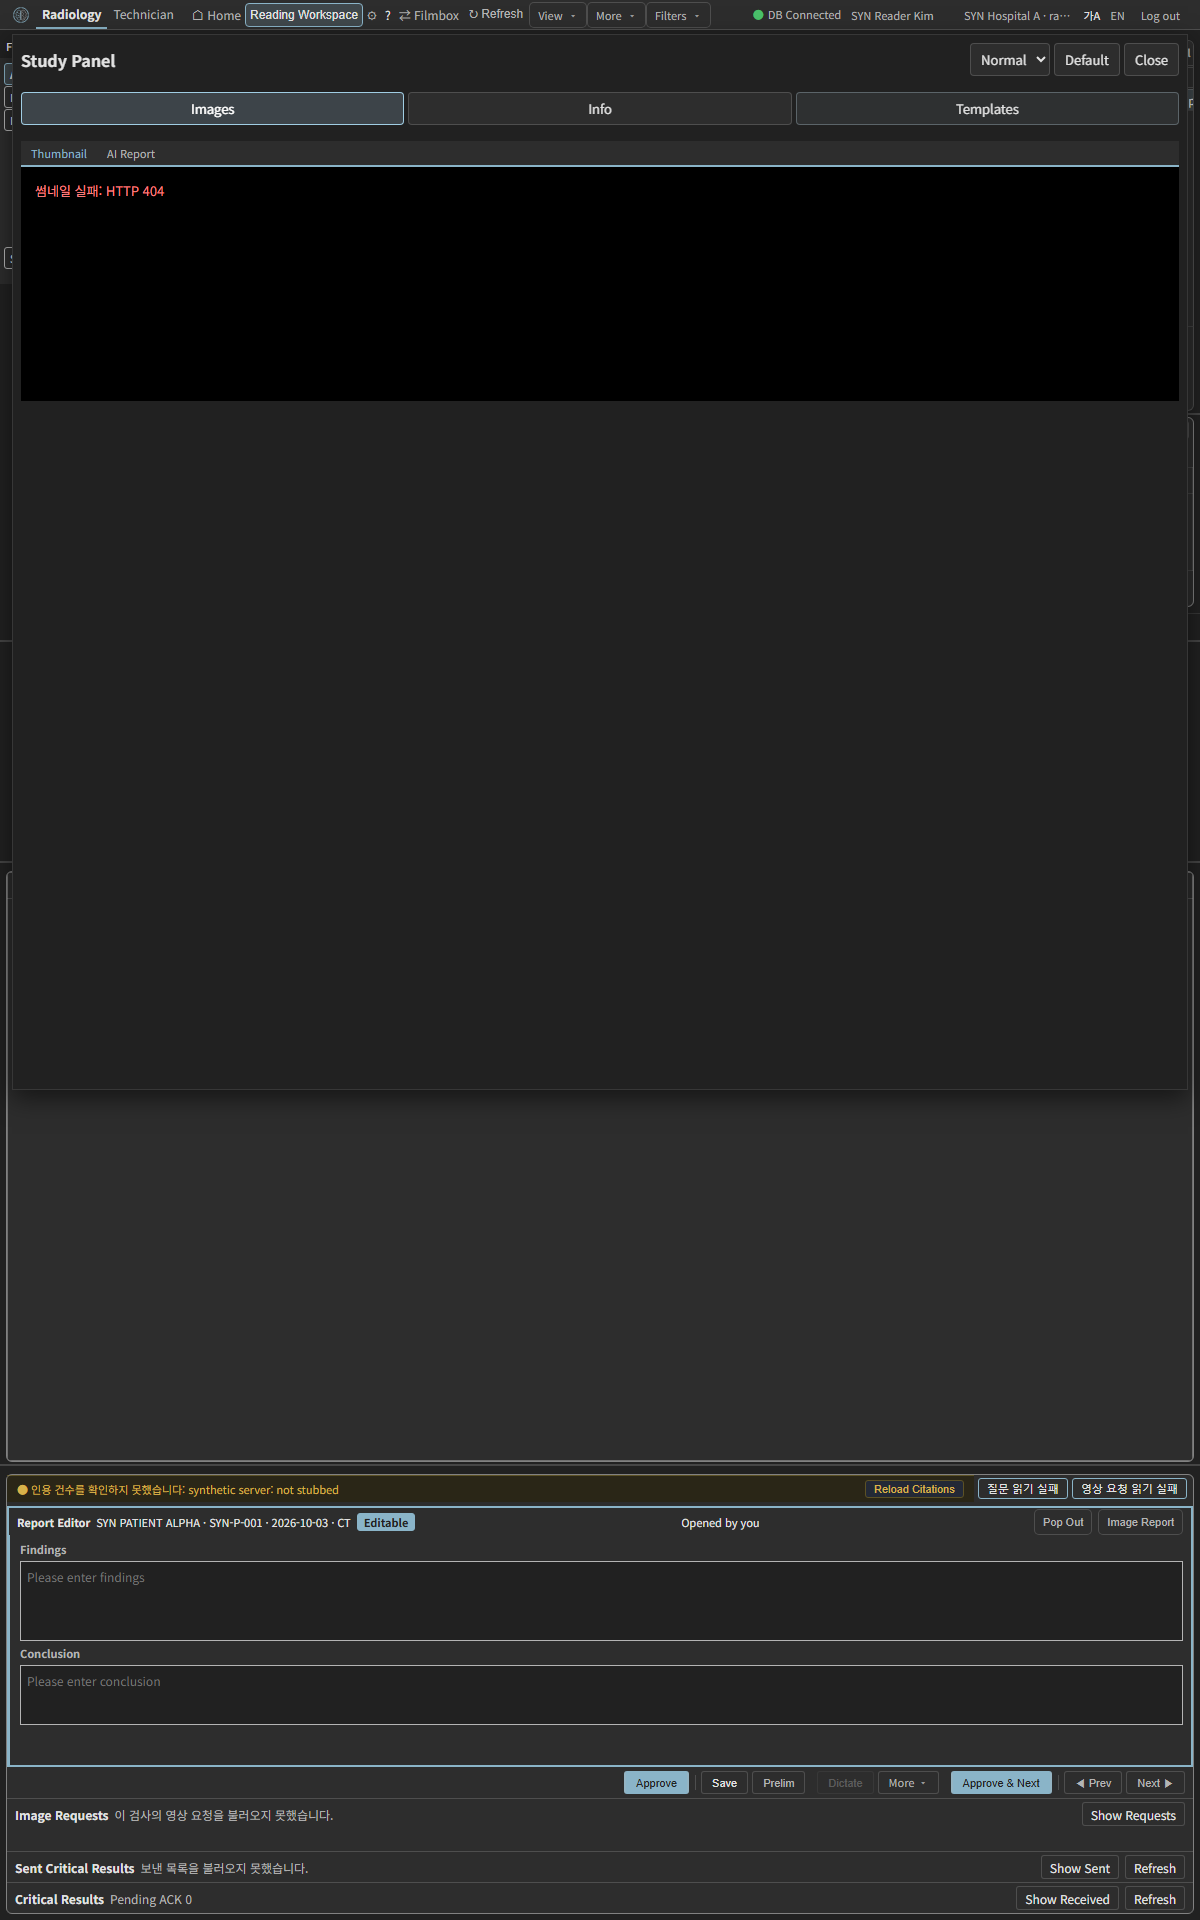 Radiology Technician Home Reading Workspace ? Filmbox Refresh View More Filters DB Connected SYN Reader Kim SYN Hospital A · ra··· 가A EN Log out
Study Panel Normal Default Close
Images Info Templates
Thumbnail AI Report
썸네일 실패: HTTP 404
인용 건수를 확인하지 못했습니다: synthetic server: not stubbed Reload Citations 질문 읽기 실패 영상 요청 읽기 실패
Report Editor SYN PATIENT ALPHA · SYN-P-001 · 2026-10-03 · CT Editable Opened by you Pop Out Image Report
Findings
Please enter findings
Conclusion
Please enter conclusion
Approve Save Prelim Dictate More Approve & Next ◀ Prev Next ▶
Image Requests 이 검사의 영상 요청을 불러오지 못했습니다. Show Requests
Sent Critical Results 보낸 목록을 불러오지 못했습니다. Show Sent Refresh
Critical Results Pending ACK 0 Show Received Refresh